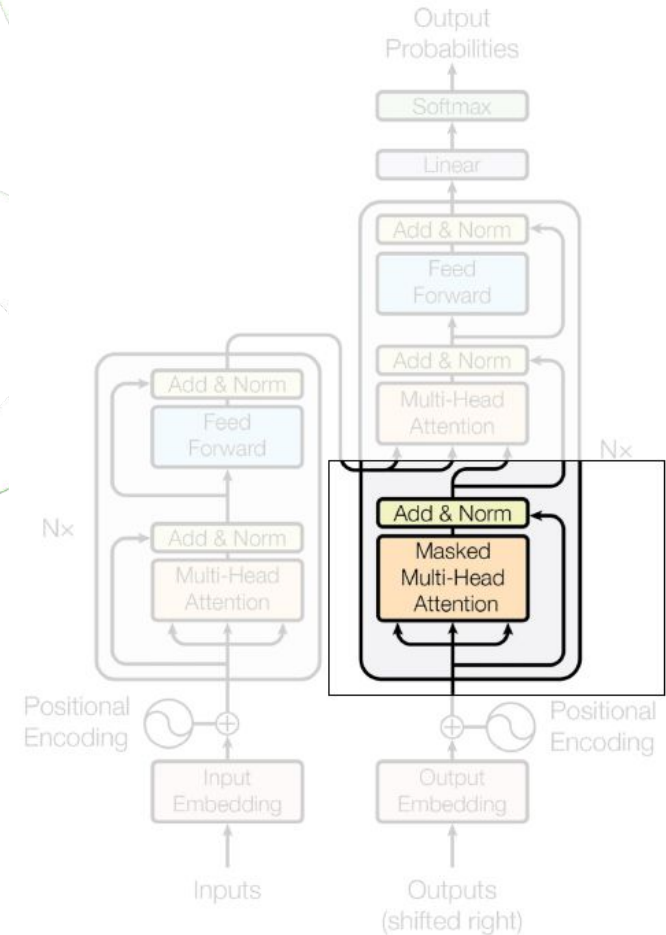 Output
Probabilities
Softmax
Linear
Add & Norm
Feed
Forward
Add & Norm
Multi-Head
Attention
Nx
Add & Norm
Masked
Multi-Head
Attention
Add & Norm
Feed
Forward
Nx
Add & Norm
Multi-Head
Attention
Positional
Encoding
Input
Embedding
Inputs
Positional
Encoding
Output
Embedding
Outputs
(shifted right)